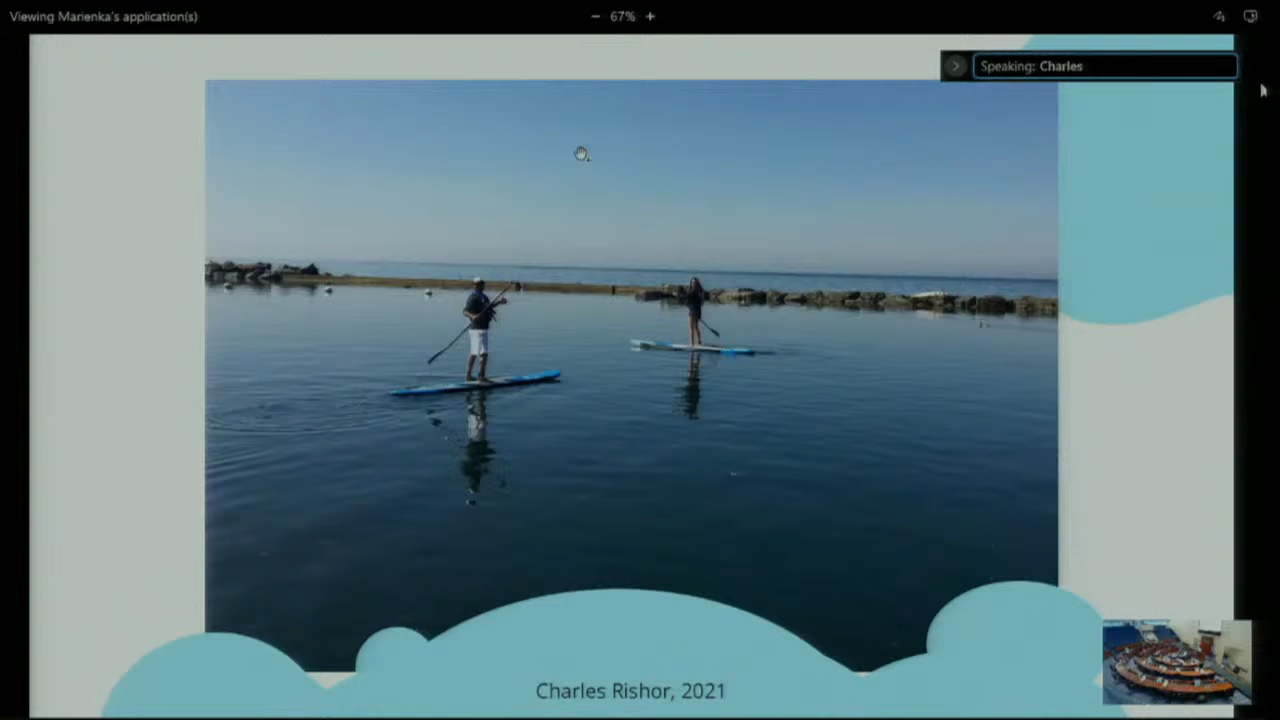 Viewing Marienka's application(s)
− 67% +
Speaking: Charles
Charles Rishor, 2021